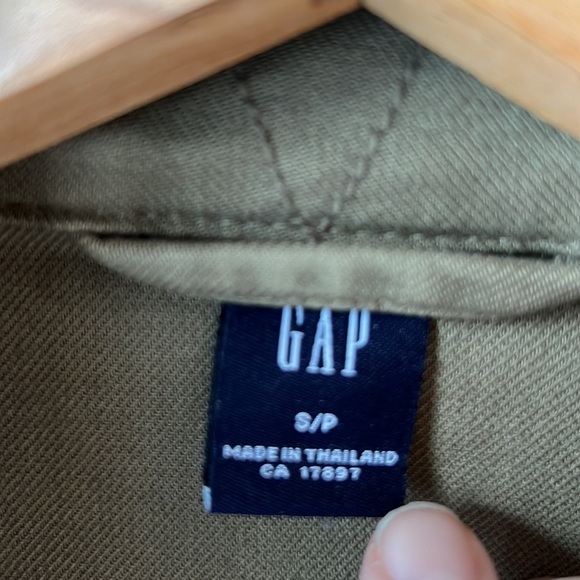 GAP
S/P
MADE IN THAILAND
CA 17897